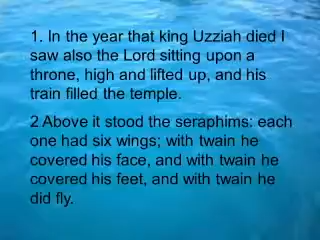 1. In the year that king Uzziah died I
saw also the Lord sitting upon a
throne, high and lifted up, and his
train filled the temple.
2 Above it stood the seraphims: each
one had six wings; with twain he
covered his face, and with twain he
covered his feet, and with twain he
did fly.